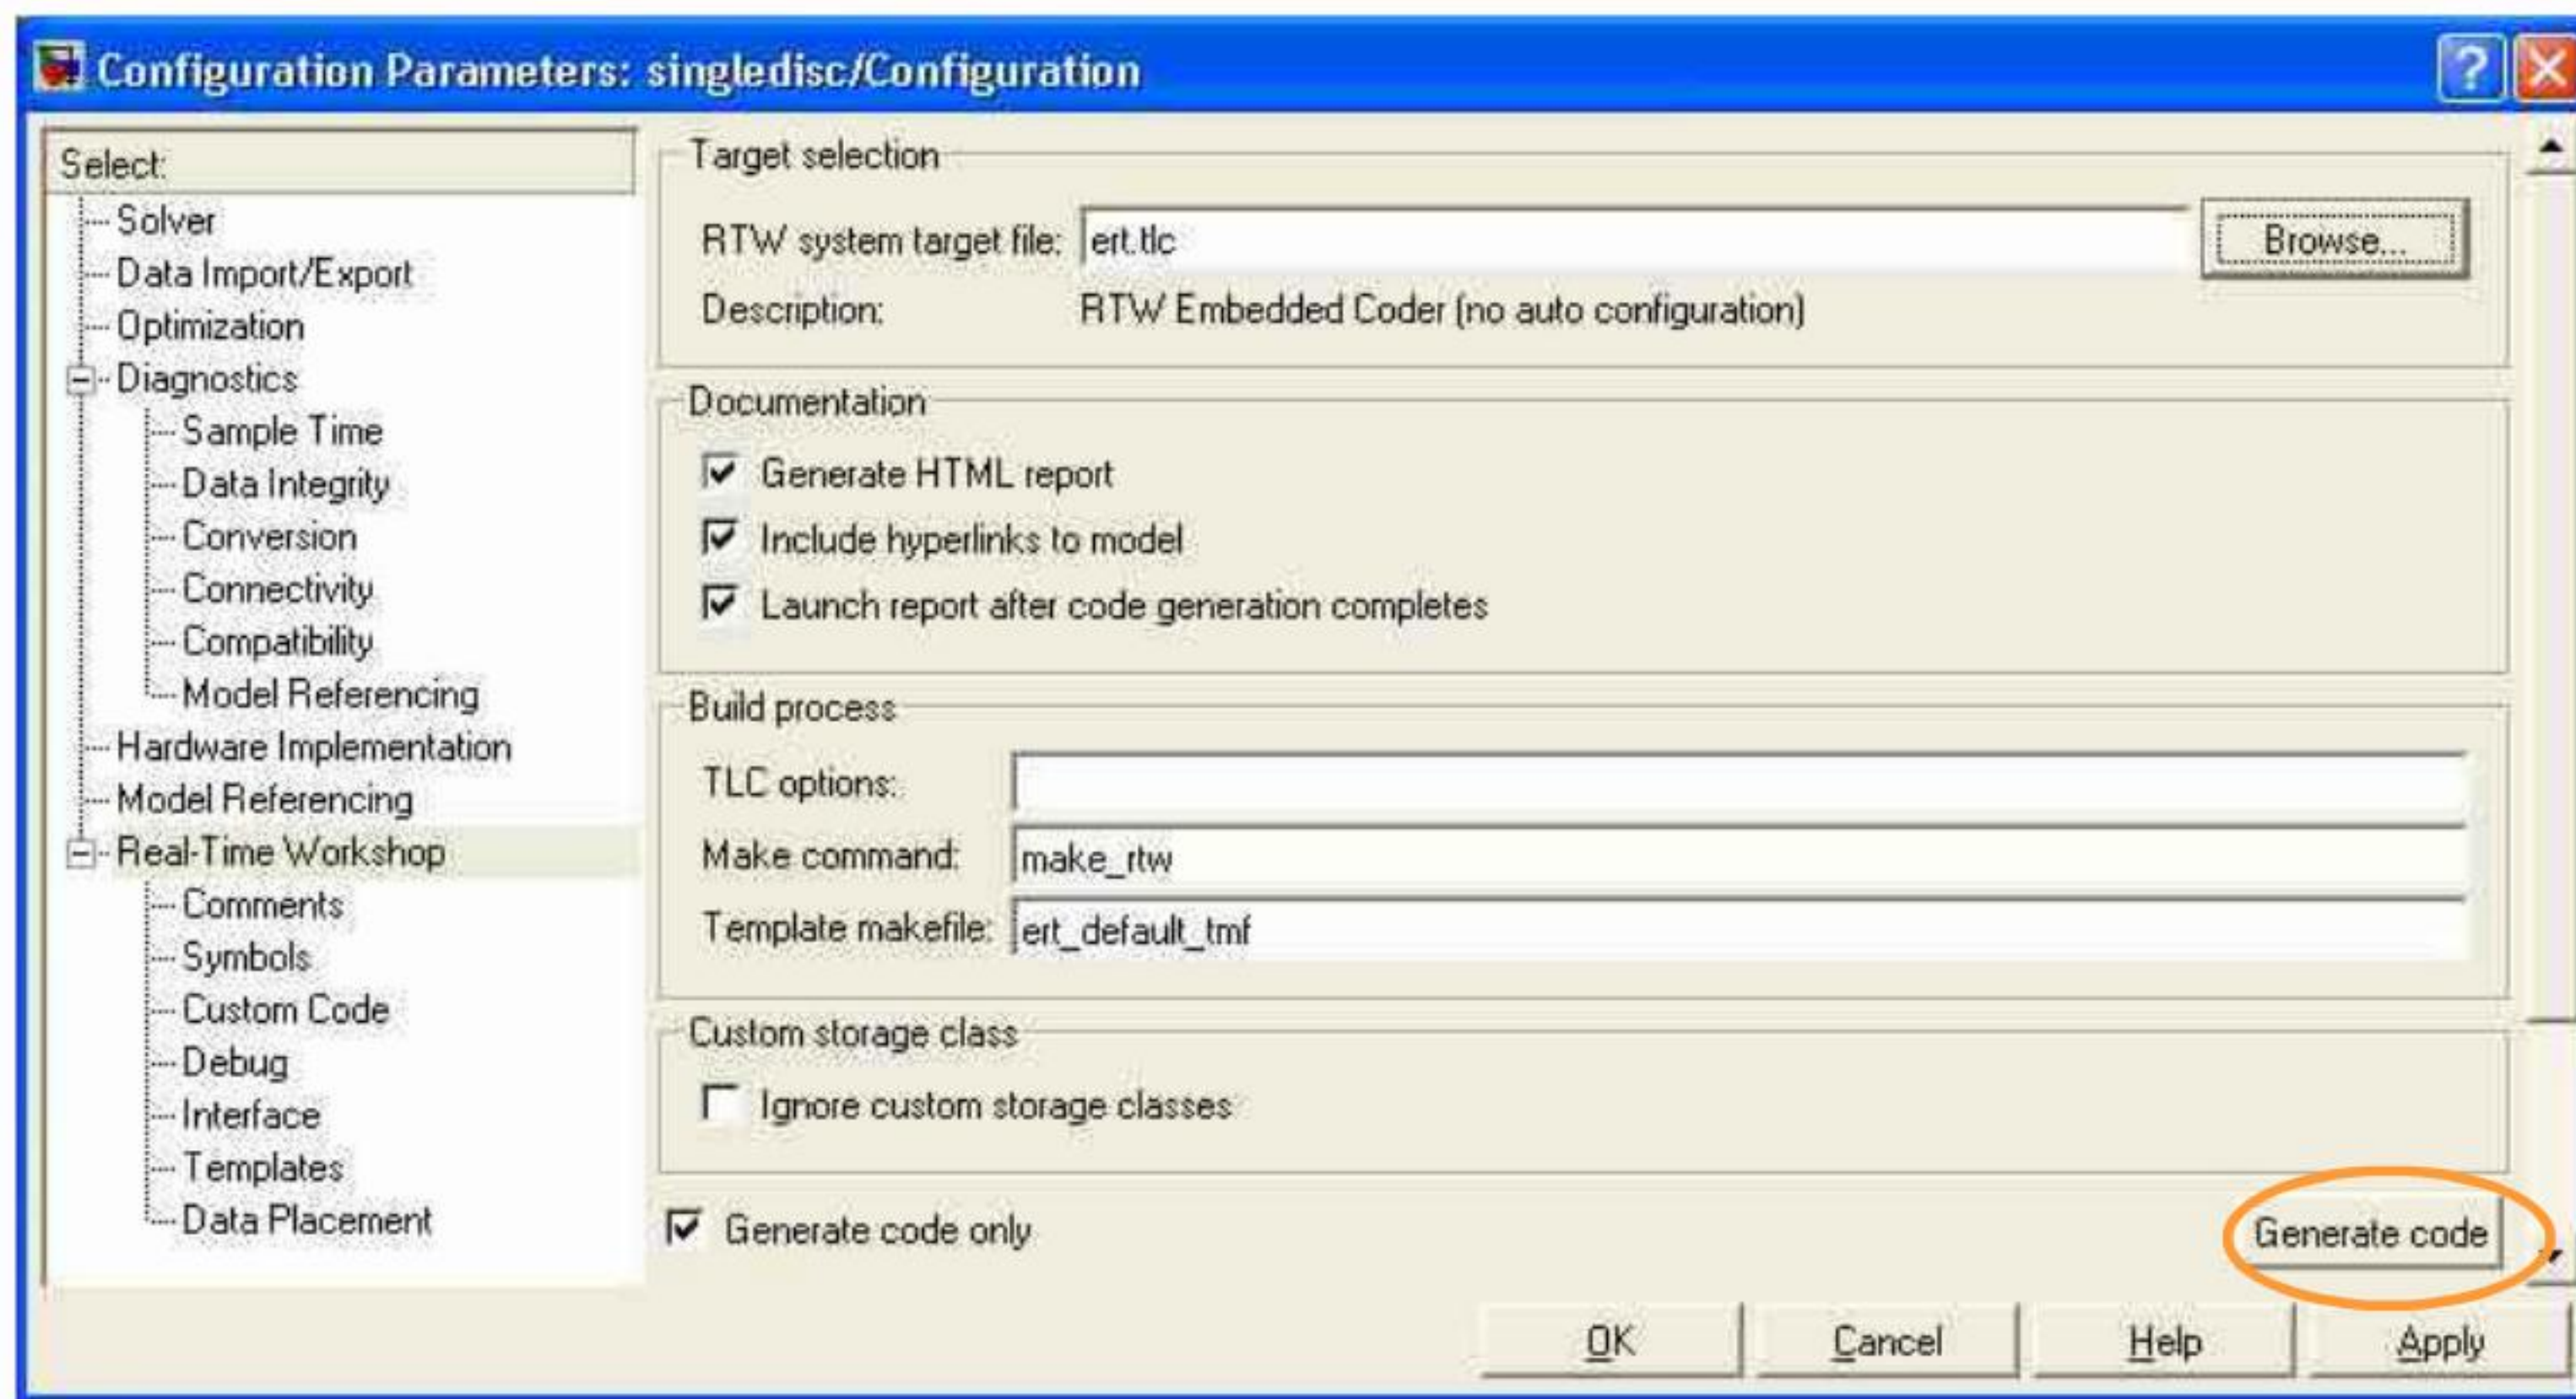 Configuration Parameters: singledisc/Configuration
Select:
Solver
Data Import/Export
Optimization
Diagnostics
Sample Time
Data Integrity
Conversion
Connectivity
Compatibility
Model Referencing
Hardware Implementation
Model Referencing
Real-Time Workshop
Comments
Symbols
Custom Code
Debug
Interface
Templates
Data Placement
Target selection
RTW system target file: ert.tlc Browse...
Description: RTW Embedded Coder (no auto configuration)
Documentation
Generate HTML report
Include hyperlinks to model
Launch report after code generation completes
Build process
TLC options:
Make command: make_rtw
Template makefile: ert_default_tmf
Custom storage class
Ignore custom storage classes
Generate code only Generate code
OK Cancel Help Apply